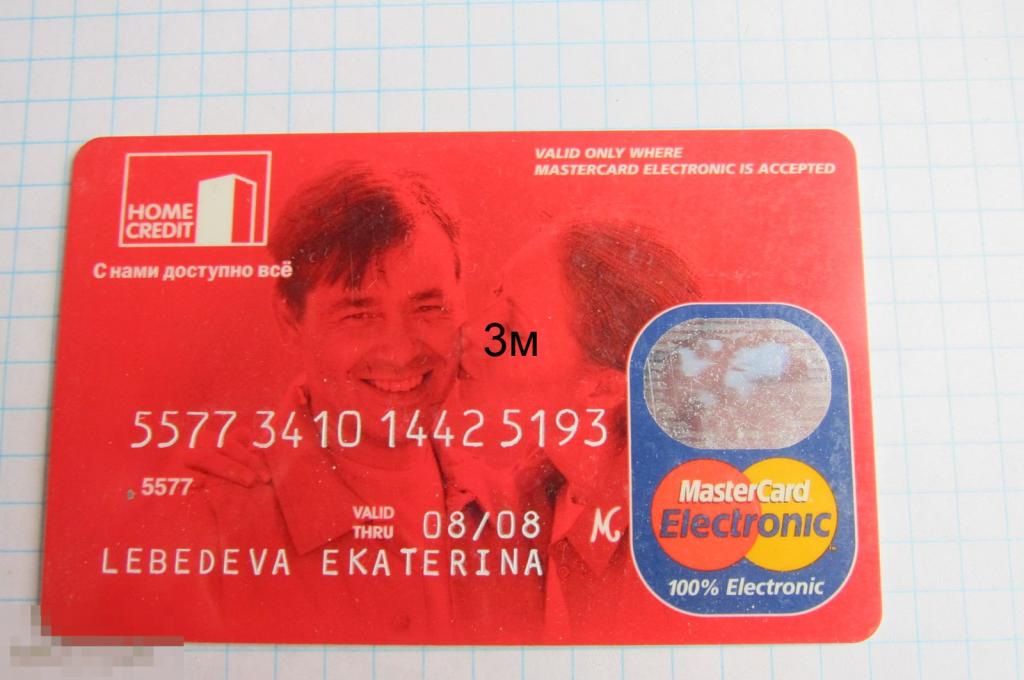 VALID ONLY WHERE
MASTERCARD ELECTRONIC IS ACCEPTED
HOME
CREDIT
С нами доступно всё
3м
5577 3410 1442 5193
5577
VALID
THRU
08/08
MC
LEBEDEVA EKATERINA
MasterCard
Electronic
100% Electronic